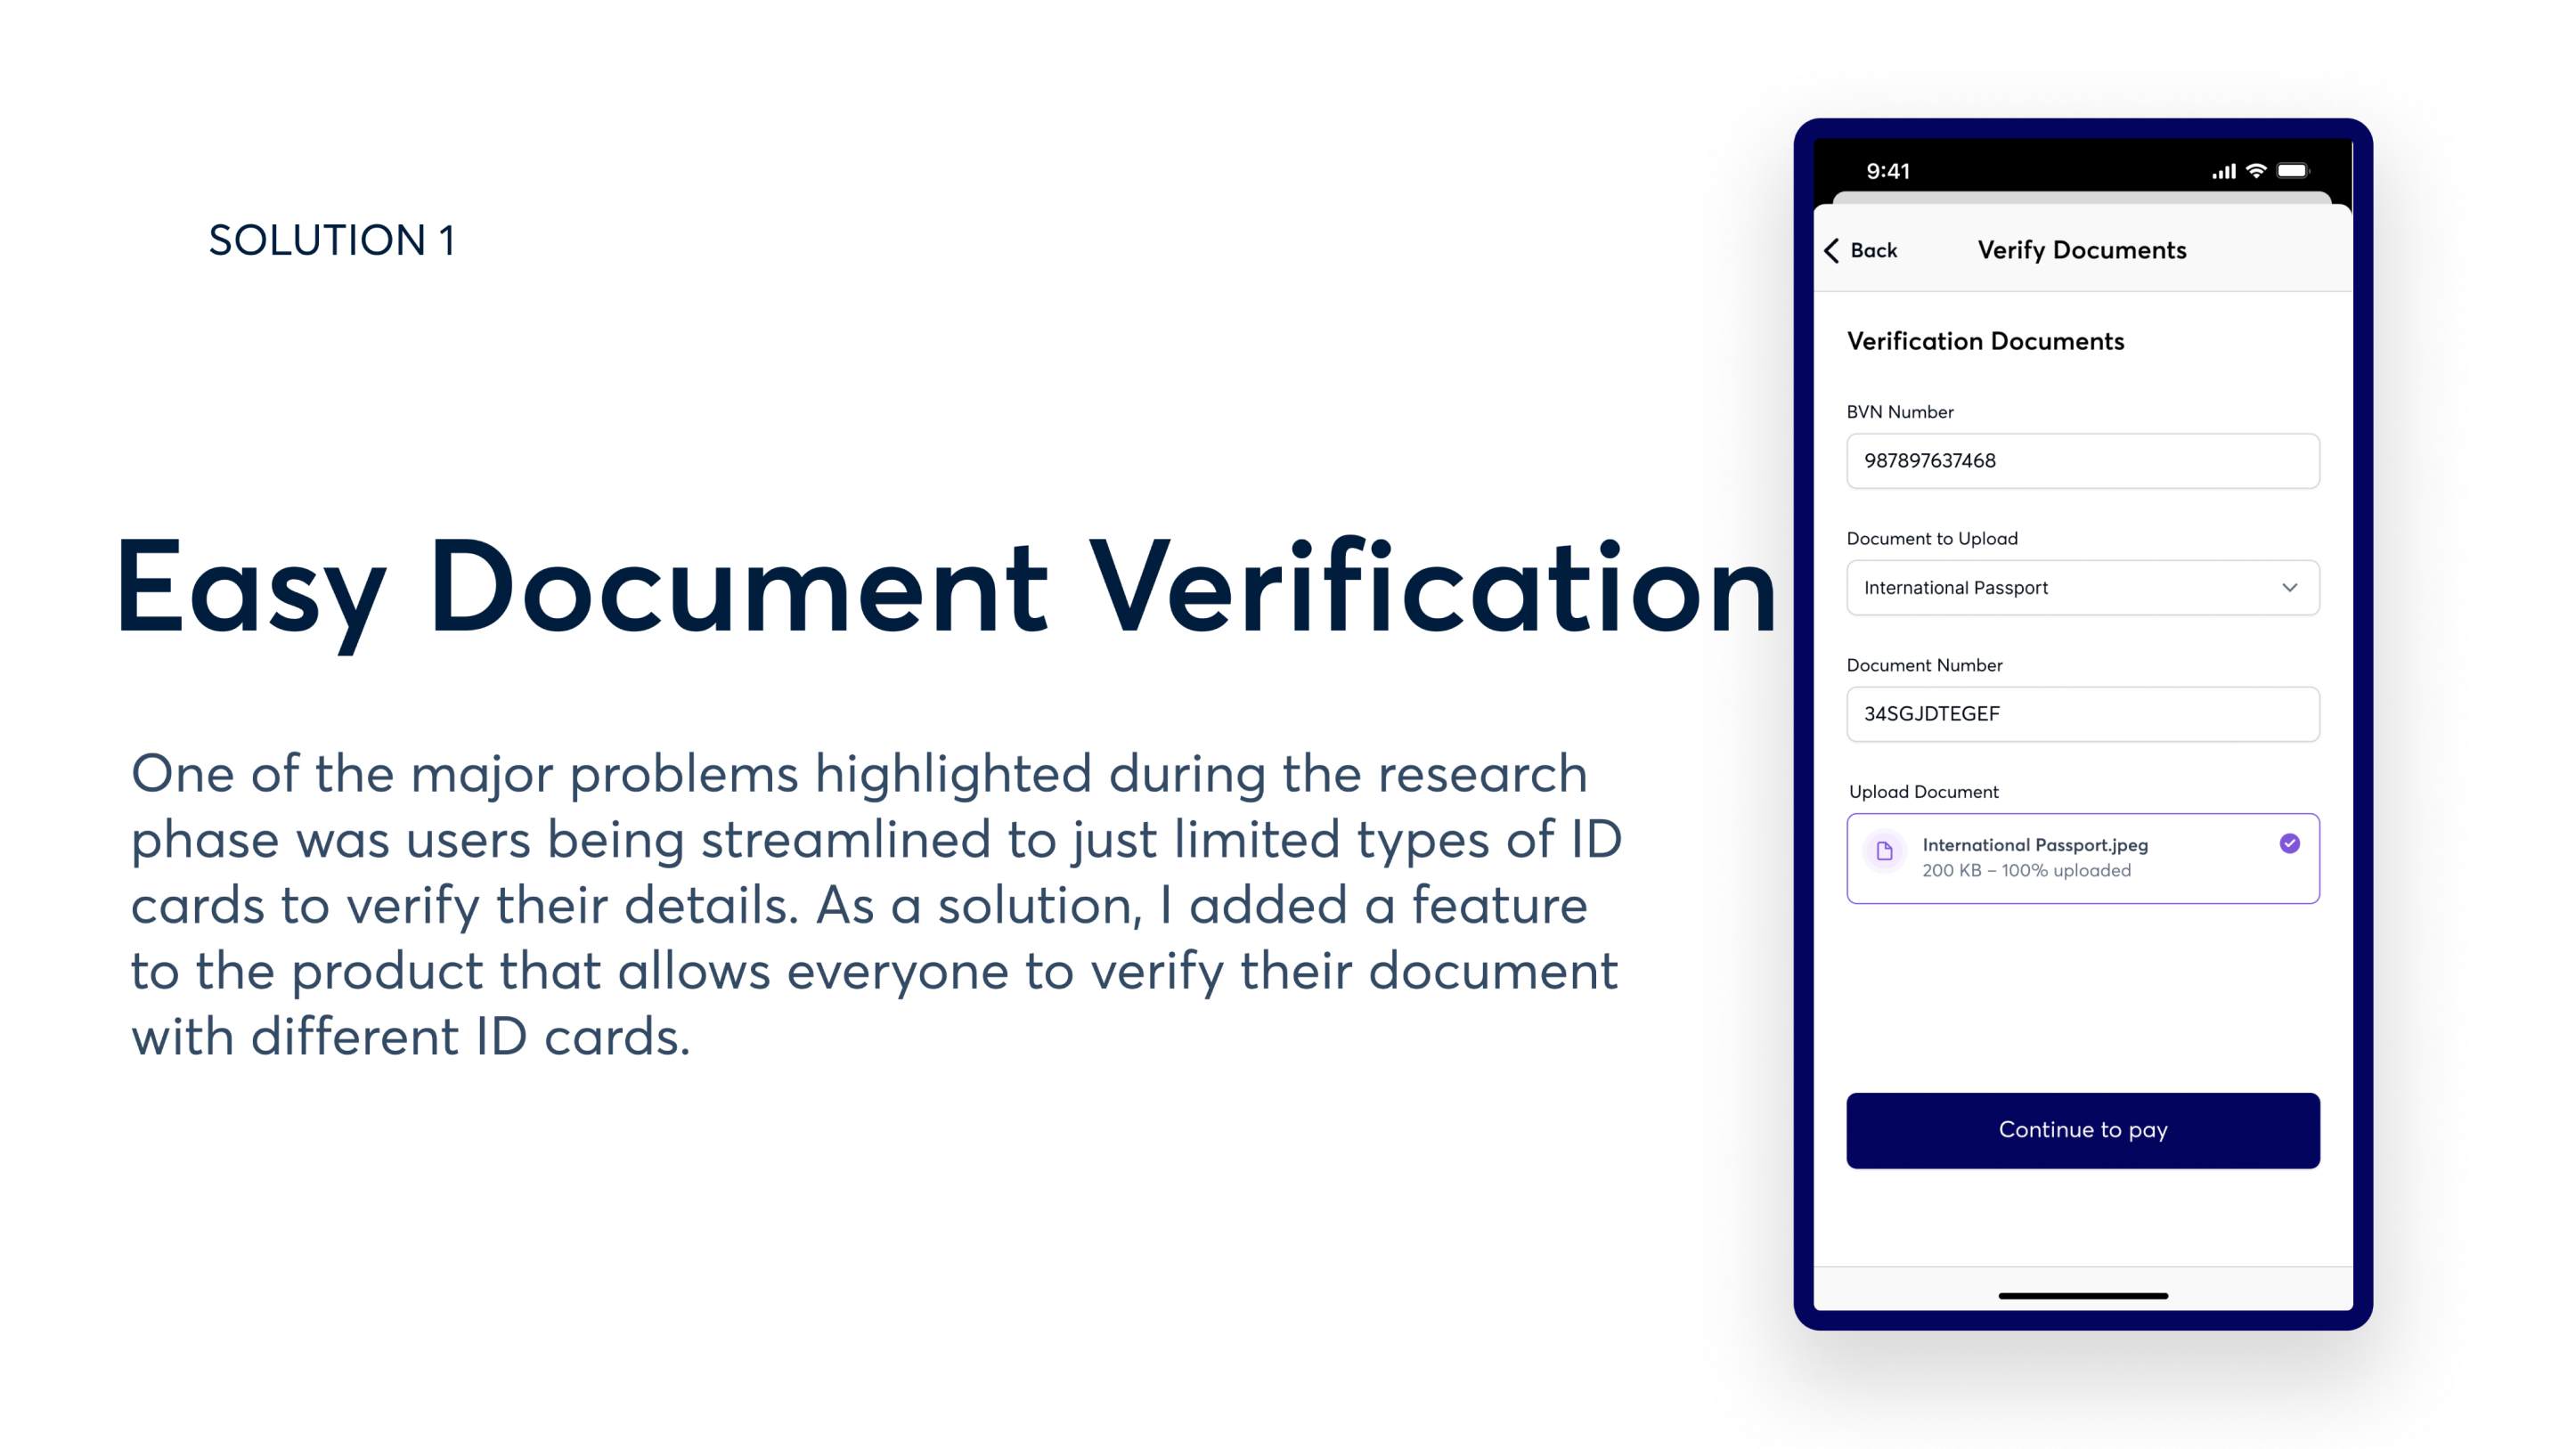 SOLUTION 1
Easy Document Verification
One of the major problems highlighted during the research
phase was users being streamlined to just limited types of ID
cards to verify their details. As a solution, I added a feature
to the product that allows everyone to verify their document
with different ID cards.
9:41
Back
Verify Documents
Verification Documents
BVN Number
987897637468
Document to Upload
International Passport
Document Number
34SGJDTEGEF
Upload Document
International Passport.jpeg
200 KB – 100% uploaded
Continue to pay